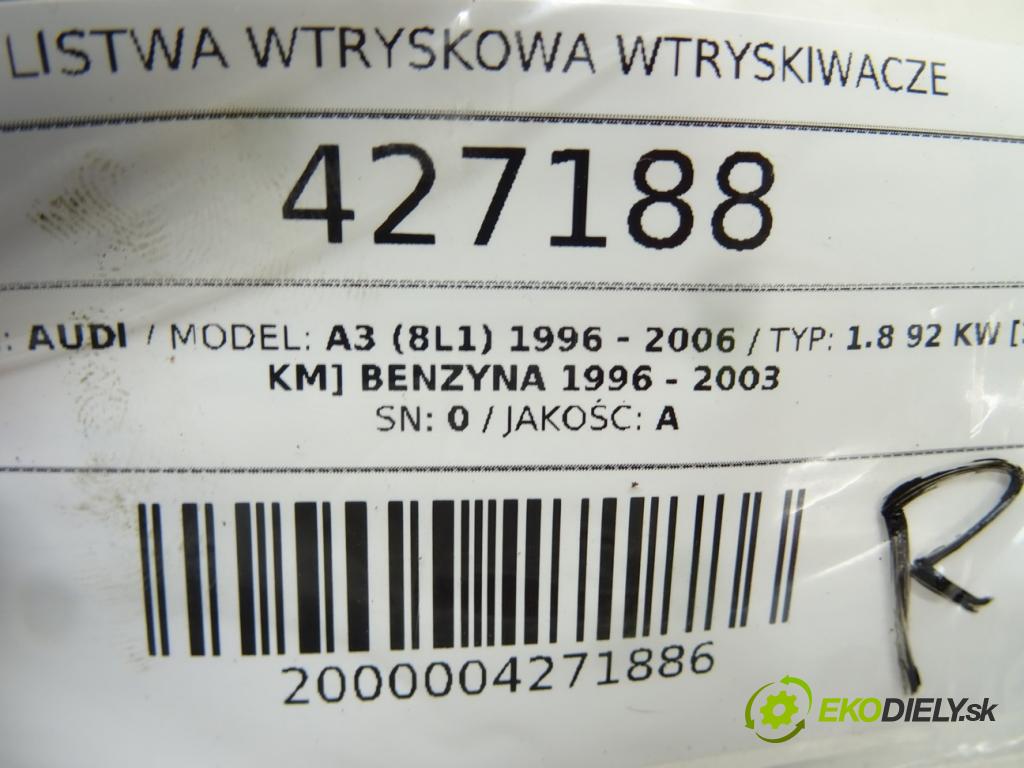 LISTWA WTRYSKOWA WTRYSKIWACZE
427188
: AUDI / MODEL: A3 (8L1) 1996 - 2006 / TYP: 1.8 92 KW [
KM] BENZYNA 1996 - 2003
SN: 0 / JAKOŚĆ: A
R
2000004271886
EKODIELY.sk